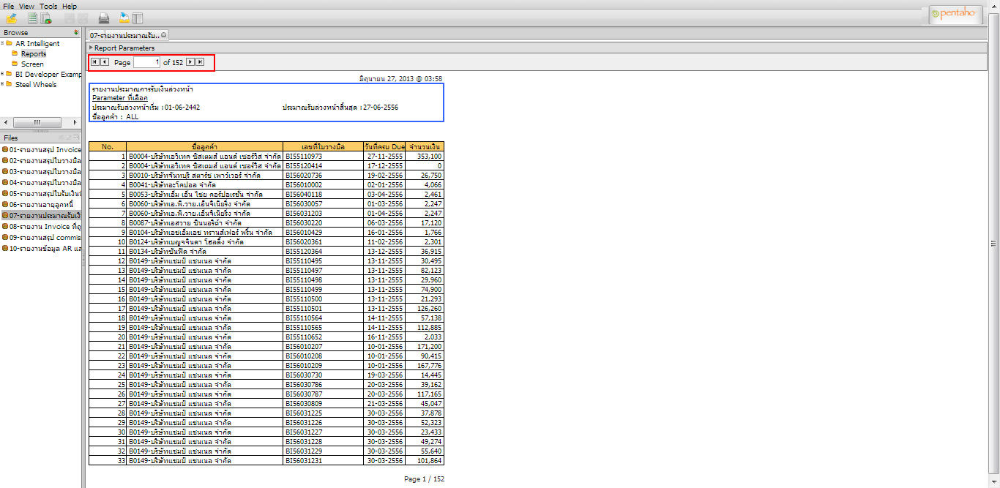 File View Tools Help
pentaho
Browse
AR Intelligent
Reports
Screen
BI Developer Examp
Steel Wheels
Files
01-รายงานสรุป Invoice
02-รายงานสรุปใบวางบิล
03-รายงานสรุปใบวางบิล
04-รายงานสรุปใบวางบิล
05-รายงานสรุปใบรับเงิน
06-รายงานอายุลูกหนี้
07-รายงานประมาณรับเงิ
08-รายงาน Invoice ที่ถู
09-รายงานสรุป commis
10-รายงานข้อมูล AR แล
07-รายงานประมาณรับ..
Report Parameters
Page 1 of 152
มิถุนายน 27, 2013 @ 03:58
รายงานประมาณการรับเงินล่วงหน้า
Parameter ที่เลือก
ประมาณรับล่วงหน้าเริ่ม :01-06-2442 ประมาณรับล่วงหน้าสิ้นสุด :27-06-2556
ชื่อลูกค้า : ALL
No. ชื่อลูกค้า เลขที่ใบวางบิล วันที่ครบ Due จำนวนเงิน
1 B0004-บริษัทเอวิเทค ซิสเตมส์ แอนด์ เซอร์วิส จำกัด BI55110973 27-11-2555 353,100
2 B0004-บริษัทเอวิเทค ซิสเตมส์ แอนด์ เซอร์วิส จำกัด BI55120414 17-12-2555 0
3 B0010-บริษัทจันทบุรี สตาร์ช เพาว์เวอร์ จำกัด BI56020736 19-02-2556 26,750
4 B0041-บริษัทอะโคปอล จำกัด BI56010002 02-01-2556 4,066
5 B0053-บริษัทเอ็ม เอ็น ไชย คอร์ปอเรชั่น จำกัด BI56040118 03-04-2556 2,461
6 B0060-บริษัทเอ.พี.วาย.เอ็นจิเนียริ่ง จำกัด BI56030057 01-03-2556 2,247
7 B0060-บริษัทเอ.พี.วาย.เอ็นจิเนียริ่ง จำกัด BI56031203 01-04-2556 2,247
8 B0087-บริษัทเอสวาย ซินนอริต้า จำกัด BI56030220 06-03-2556 17,120
9 B0104-บริษัทเอชเอ็มเอช ทรานส์เฟอร์ พริ้น จำกัด BI56010429 16-01-2556 1,766
10 B0124-บริษัทเบญจจินดา โฮลดิ้ง จำกัด BI56020361 11-02-2556 2,301
11 B0134-บริษัทซันฟีด จำกัด BI55120364 13-12-2555 36,915
12 B0149-บริษัทแชมป์ แชนเนล จำกัด BI55110495 13-11-2555 30,495
13 B0149-บริษัทแชมป์ แชนเนล จำกัด BI55110497 13-11-2555 82,123
14 B0149-บริษัทแชมป์ แชนเนล จำกัด BI55110498 13-11-2555 29,960
15 B0149-บริษัทแชมป์ แชนเนล จำกัด BI55110499 13-11-2555 74,900
16 B0149-บริษัทแชมป์ แชนเนล จำกัด BI55110500 13-11-2555 21,293
17 B0149-บริษัทแชมป์ แชนเนล จำกัด BI55110501 13-11-2555 126,260
18 B0149-บริษัทแชมป์ แชนเนล จำกัด BI55110564 14-11-2555 57,138
19 B0149-บริษัทแชมป์ แชนเนล จำกัด BI55110565 14-11-2555 112,885
20 B0149-บริษัทแชมป์ แชนเนล จำกัด BI55110652 16-11-2555 2,033
21 B0149-บริษัทแชมป์ แชนเนล จำกัด BI56010207 10-01-2556 171,200
22 B0149-บริษัทแชมป์ แชนเนล จำกัด BI56010208 10-01-2556 90,415
23 B0149-บริษัทแชมป์ แชนเนล จำกัด BI56010209 10-01-2556 167,776
24 B0149-บริษัทแชมป์ แชนเนล จำกัด BI56030730 19-03-2556 14,445
25 B0149-บริษัทแชมป์ แชนเนล จำกัด BI56030786 20-03-2556 39,162
26 B0149-บริษัทแชมป์ แชนเนล จำกัด BI56030787 20-03-2556 117,165
27 B0149-บริษัทแชมป์ แชนเนล จำกัด BI56030809 21-03-2556 45,047
28 B0149-บริษัทแชมป์ แชนเนล จำกัด BI56031225 30-03-2556 37,878
29 B0149-บริษัทแชมป์ แชนเนล จำกัด BI56031226 30-03-2556 52,323
30 B0149-บริษัทแชมป์ แชนเนล จำกัด BI56031227 30-03-2556 23,433
31 B0149-บริษัทแชมป์ แชนเนล จำกัด BI56031228 30-03-2556 49,274
32 B0149-บริษัทแชมป์ แชนเนล จำกัด BI56031229 30-03-2556 55,640
33 B0149-บริษัทแชมป์ แชนเนล จำกัด BI56031231 30-03-2556 101,864
Page 1 / 152